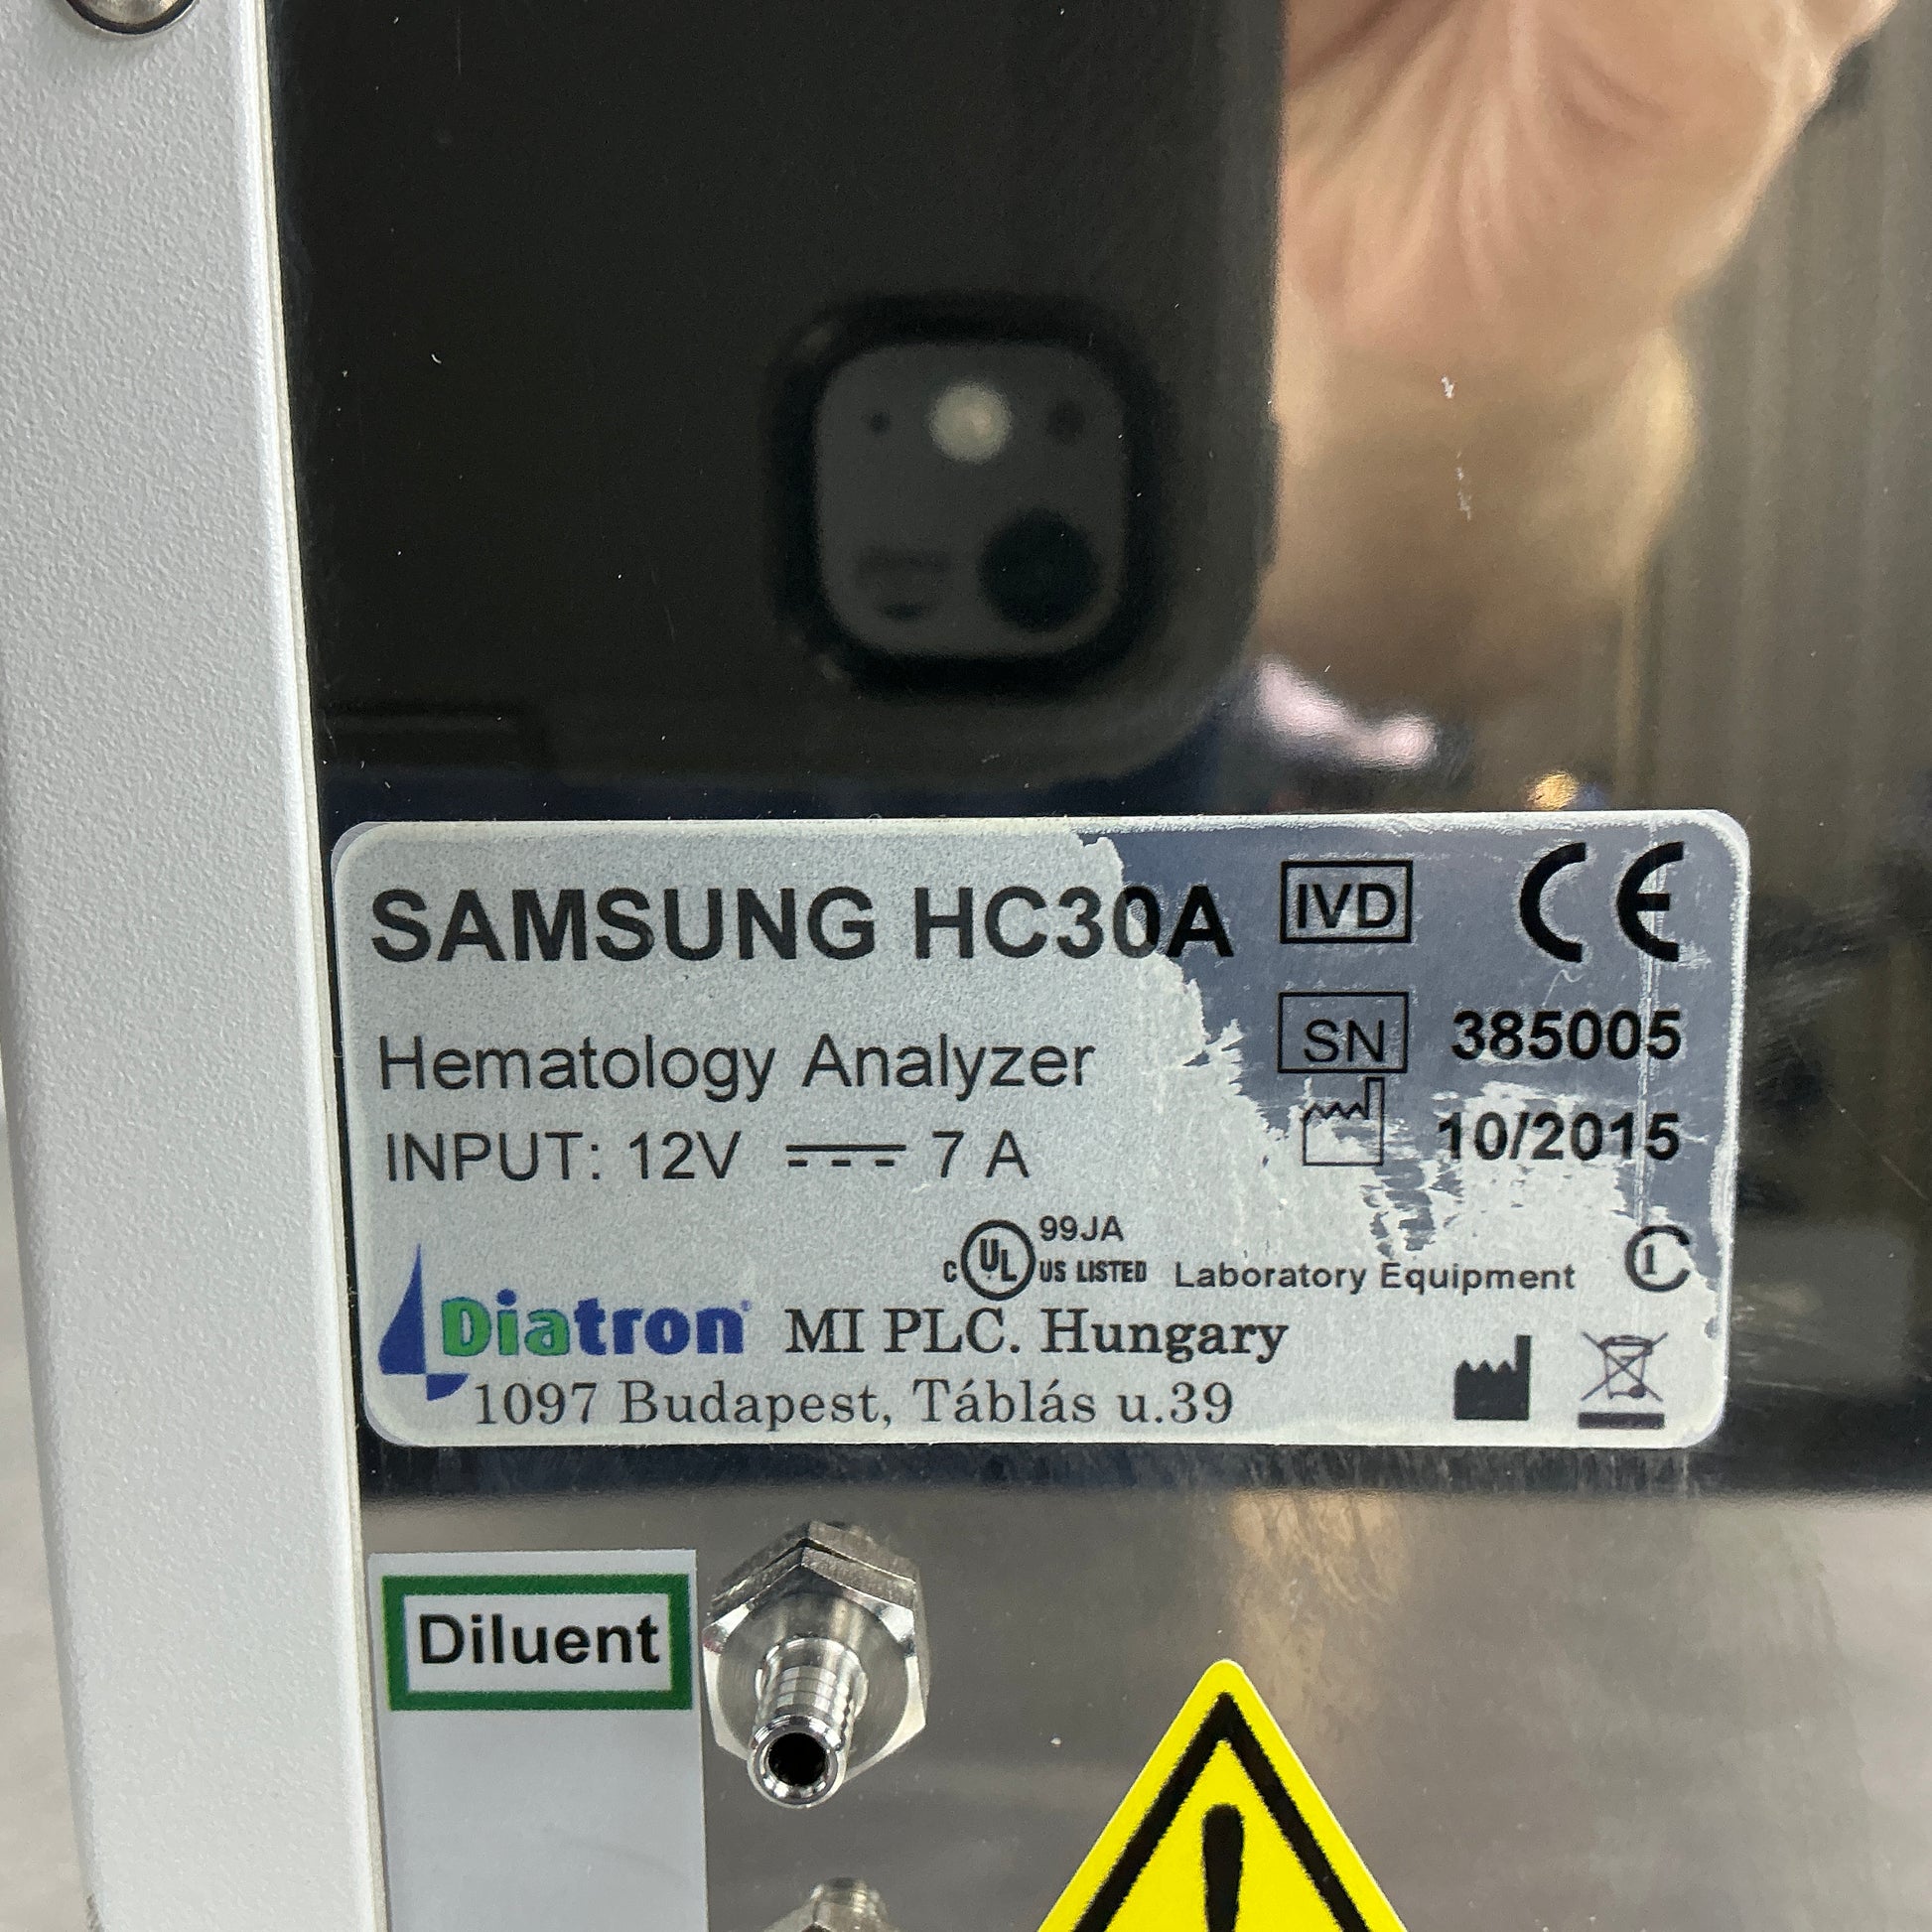 SAMSUNG HC30A IVD CE
Hematology Analyzer SN 385005
INPUT: 12V 7 A 10/2015
99JA
C UL US LISTED Laboratory Equipment
Diatron MI PLC. Hungary
1097 Budapest, Táblás u.39
Diluent